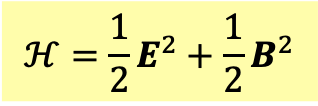 ℋ = 1/2 𝑬² + 1/2 𝑩²